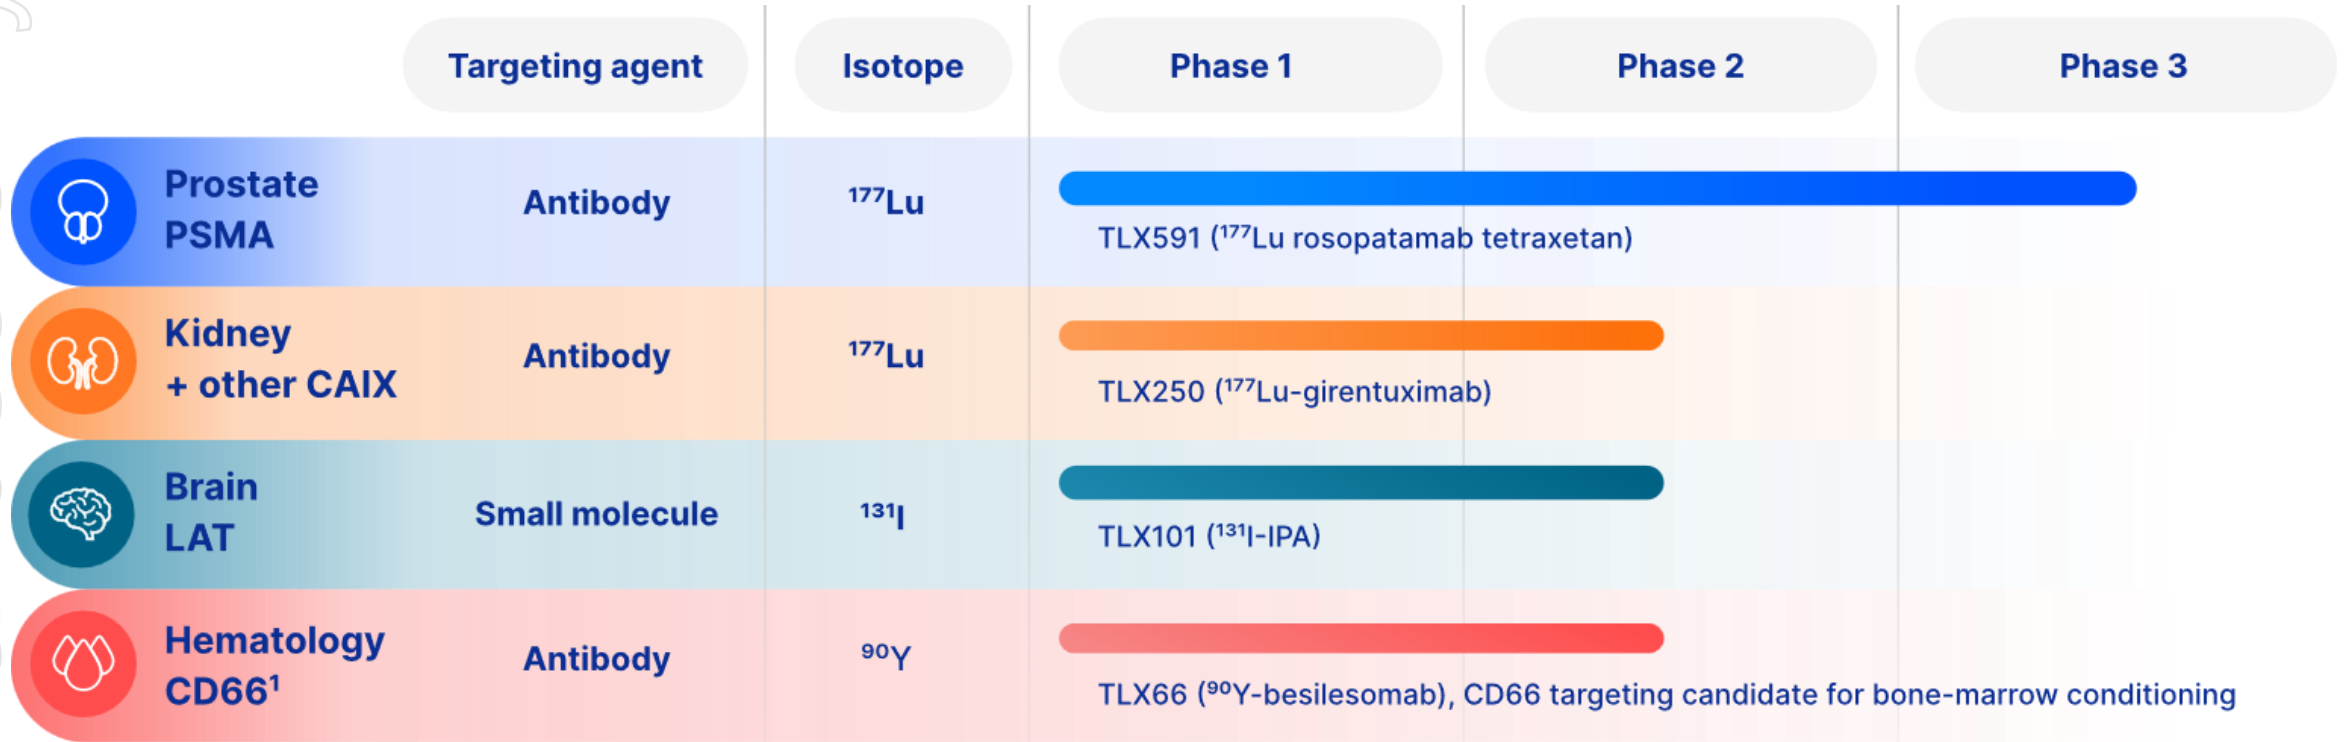 Targeting agent Isotope Phase 1 Phase 2 Phase 3
Prostate
PSMA
Antibody
¹⁷⁷Lu
TLX591 (¹⁷⁷Lu rosopatamab tetraxetan)
Kidney
+ other CAIX
Antibody
¹⁷⁷Lu
TLX250 (¹⁷⁷Lu-girentuximab)
Brain
LAT
Small molecule
¹³¹I
TLX101 (¹³¹I-IPA)
Hematology
CD66¹
Antibody
⁹⁰Y
TLX66 (⁹⁰Y-besilesomab), CD66 targeting candidate for bone-marrow conditioning